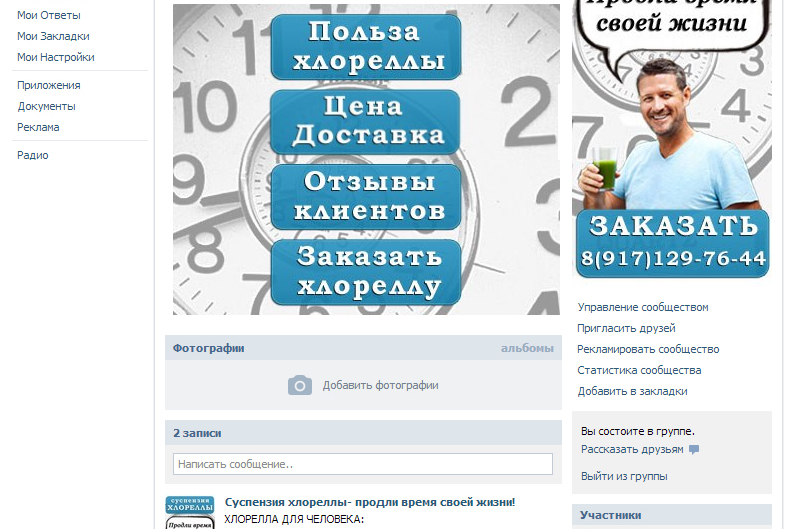 Мои Ответы
Мои Закладки
Мои Настройки
Приложения
Документы
Реклама
Радио
Польза
хлореллы
Цена
Доставка
Отзывы
клиентов
Заказать
хлореллу
Фотографии
альбомы
Добавить фотографии
2 записи
Написать сообщение..
суспензия
ХЛОРЕЛЛЫ
Продли время
Суспензия хлореллы- продли время своей жизни!
ХЛОРЕЛЛА ДЛЯ ЧЕЛОВЕКА:
Продли время
своей жизни
ЗАКАЗАТЬ
8(917)129-76-44
Управление сообществом
Пригласить друзей
Рекламировать сообщество
Статистика сообщества
Добавить в закладки
Вы состоите в группе.
Рассказать друзьям
Выйти из группы
Участники